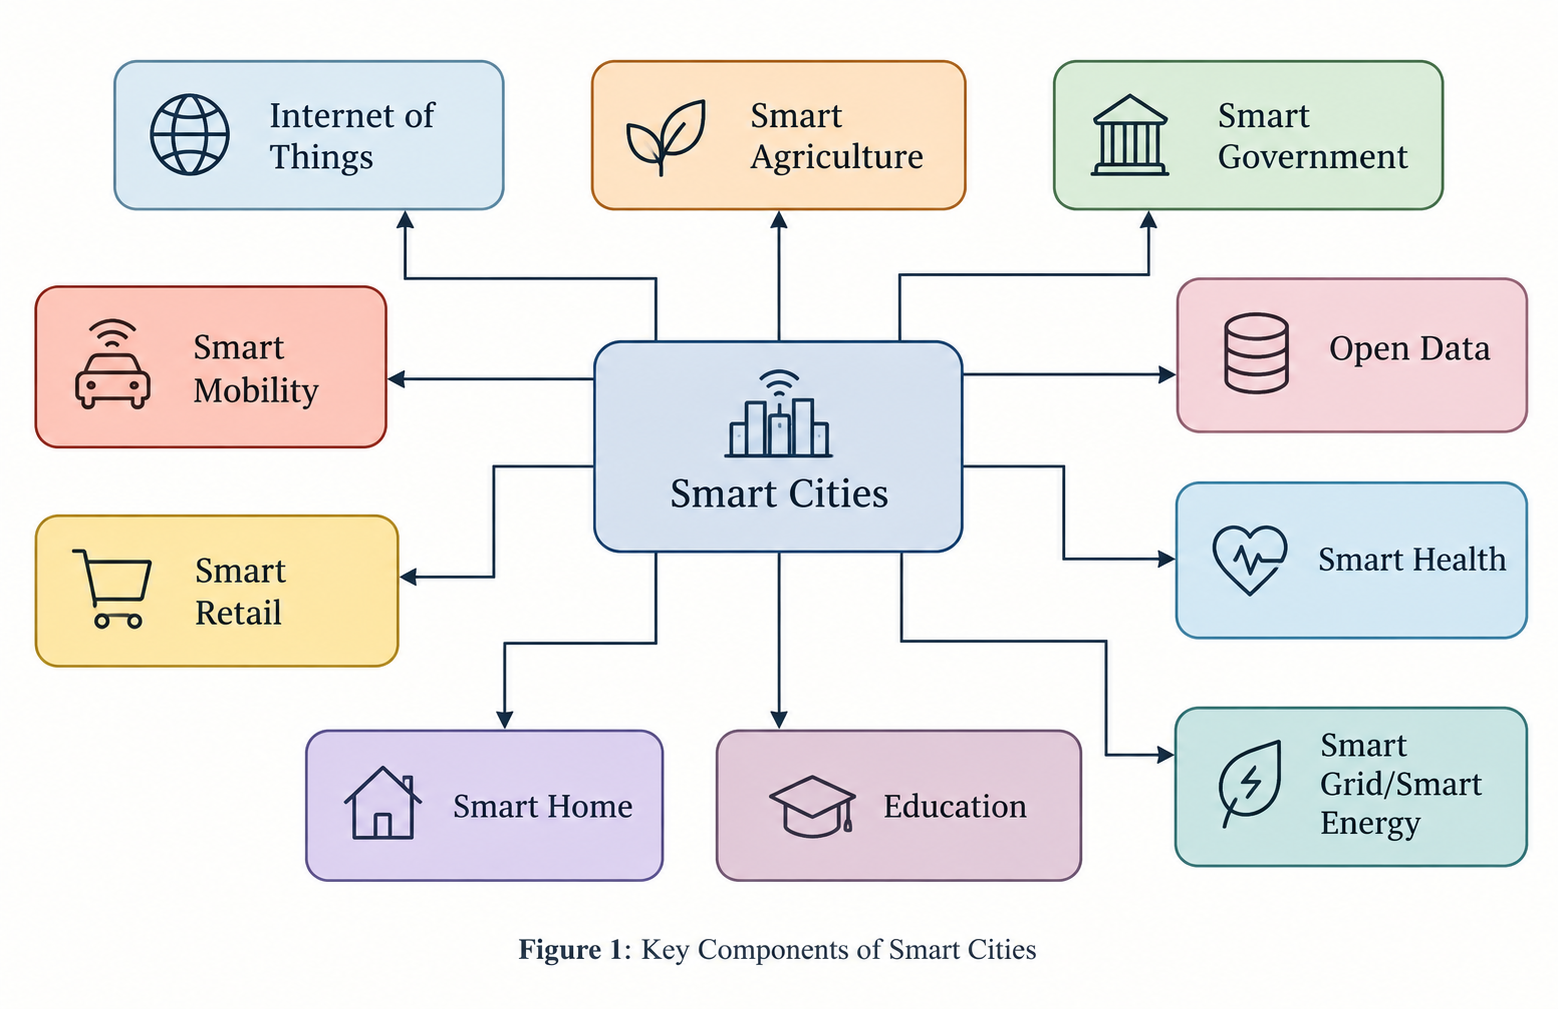 Internet of
Things
Smart
Agriculture
Smart
Government
Smart
Mobility
Open Data
Smart Cities
Smart
Retail
Smart Health
Smart Home
Education
Smart
Grid/Smart
Energy
Figure 1: Key Components of Smart Cities